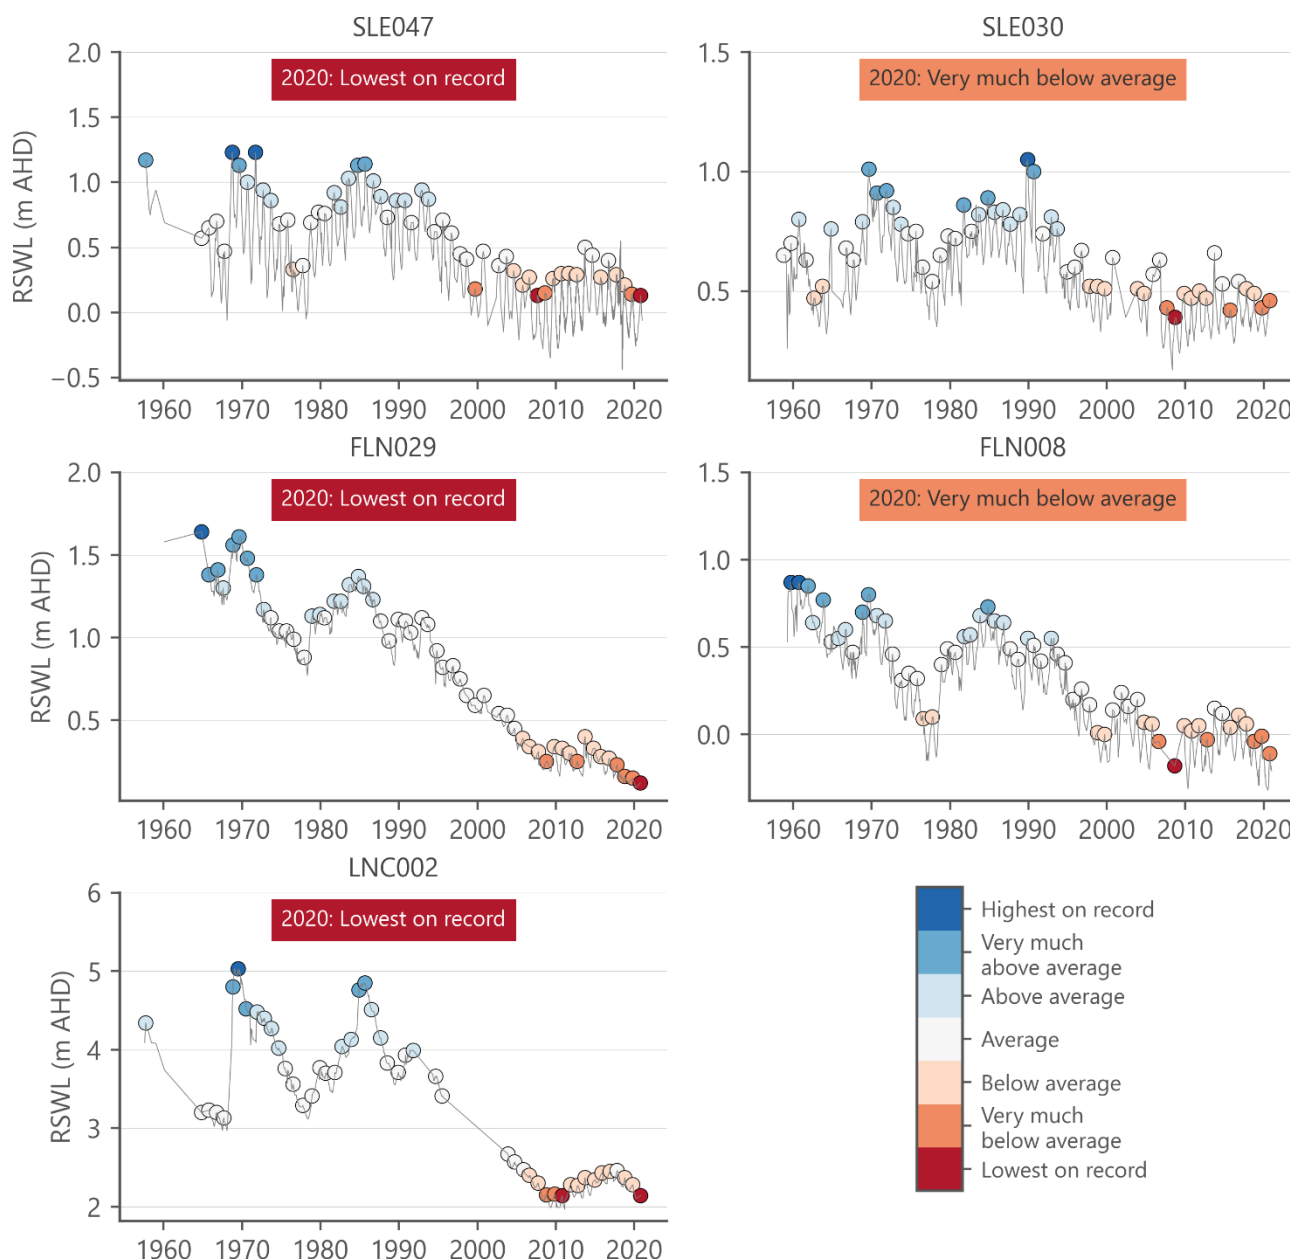 SLE047
2020: Lowest on record
RSWL (m AHD)
2.0
1.5
1.0
0.5
0.0
−0.5
1960 1970 1980 1990 2000 2010 2020
SLE030
2020: Very much below average
1.5
1.0
0.5
1960 1970 1980 1990 2000 2010 2020
FLN029
2020: Lowest on record
RSWL (m AHD)
2.0
1.5
1.0
0.5
1960 1970 1980 1990 2000 2010 2020
FLN008
2020: Very much below average
1.5
1.0
0.5
0.0
1960 1970 1980 1990 2000 2010 2020
LNC002
2020: Lowest on record
RSWL (m AHD)
6
5
4
3
2
1960 1970 1980 1990 2000 2010 2020
Highest on record
Very much
above average
Above average
Average
Below average
Very much
below average
Lowest on record